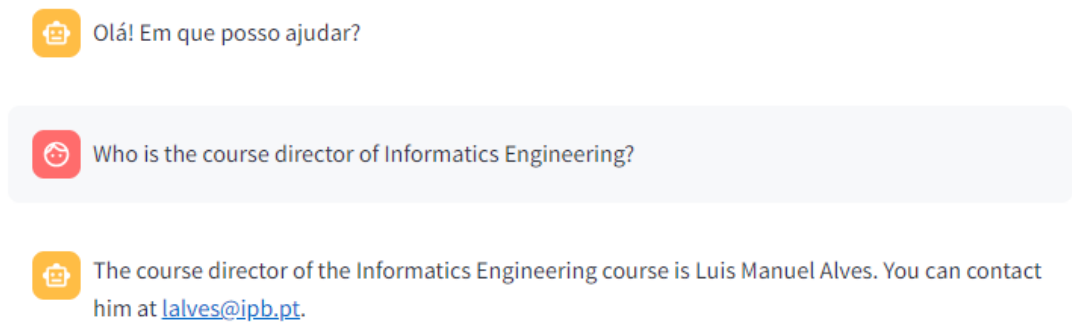 Olá! Em que posso ajudar?
Who is the course director of Informatics Engineering?
The course director of the Informatics Engineering course is Luis Manuel Alves. You can contact
him at lalves@ipb.pt.